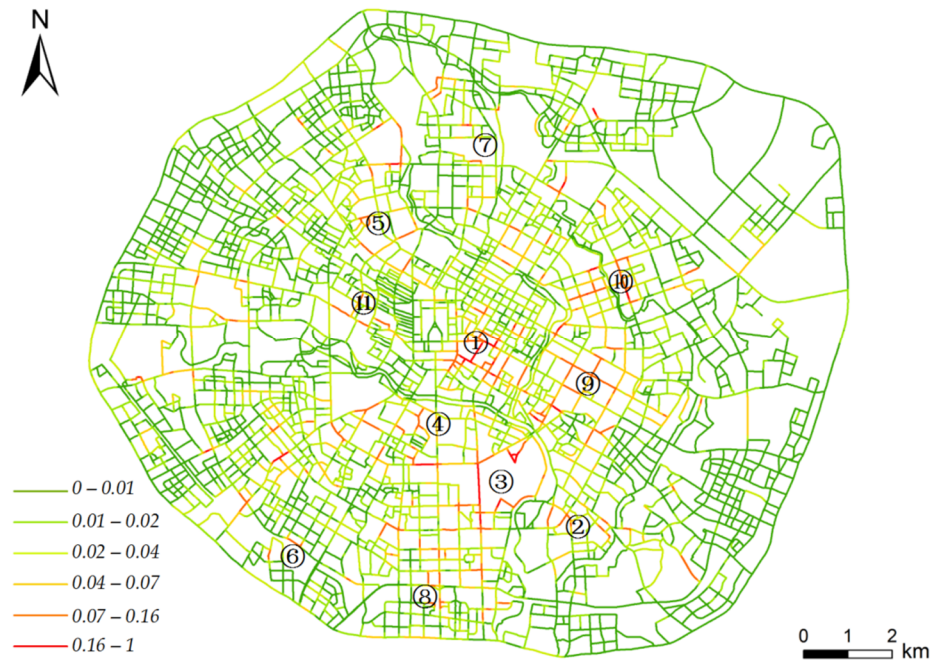 N
⑦
⑤
⑩
⑪
①
⑨
④
③
②
⑥
⑧
0 – 0.01
0.01 – 0.02
0.02 – 0.04
0.04 – 0.07
0.07 – 0.16
0.16 – 1
0 1 2
km